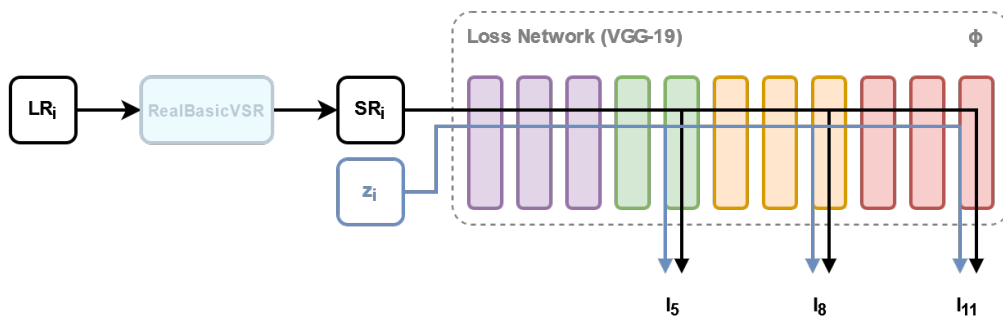 Loss Network (VGG-19)
Φ
LRi
RealBasicVSR
SRi
zi
l5
l8
l11